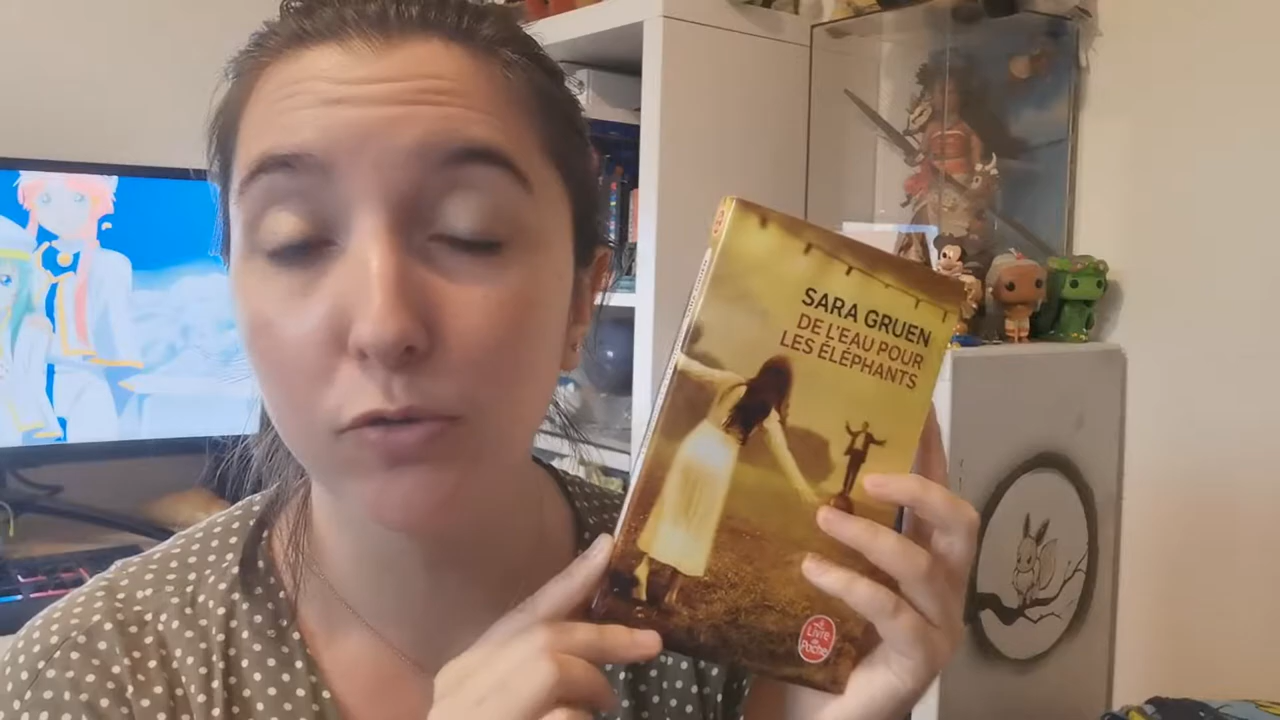 SARA GRUEN
DE L'EAU POUR
LES ÉLÉPHANTS
Le
Livre
de
Poche